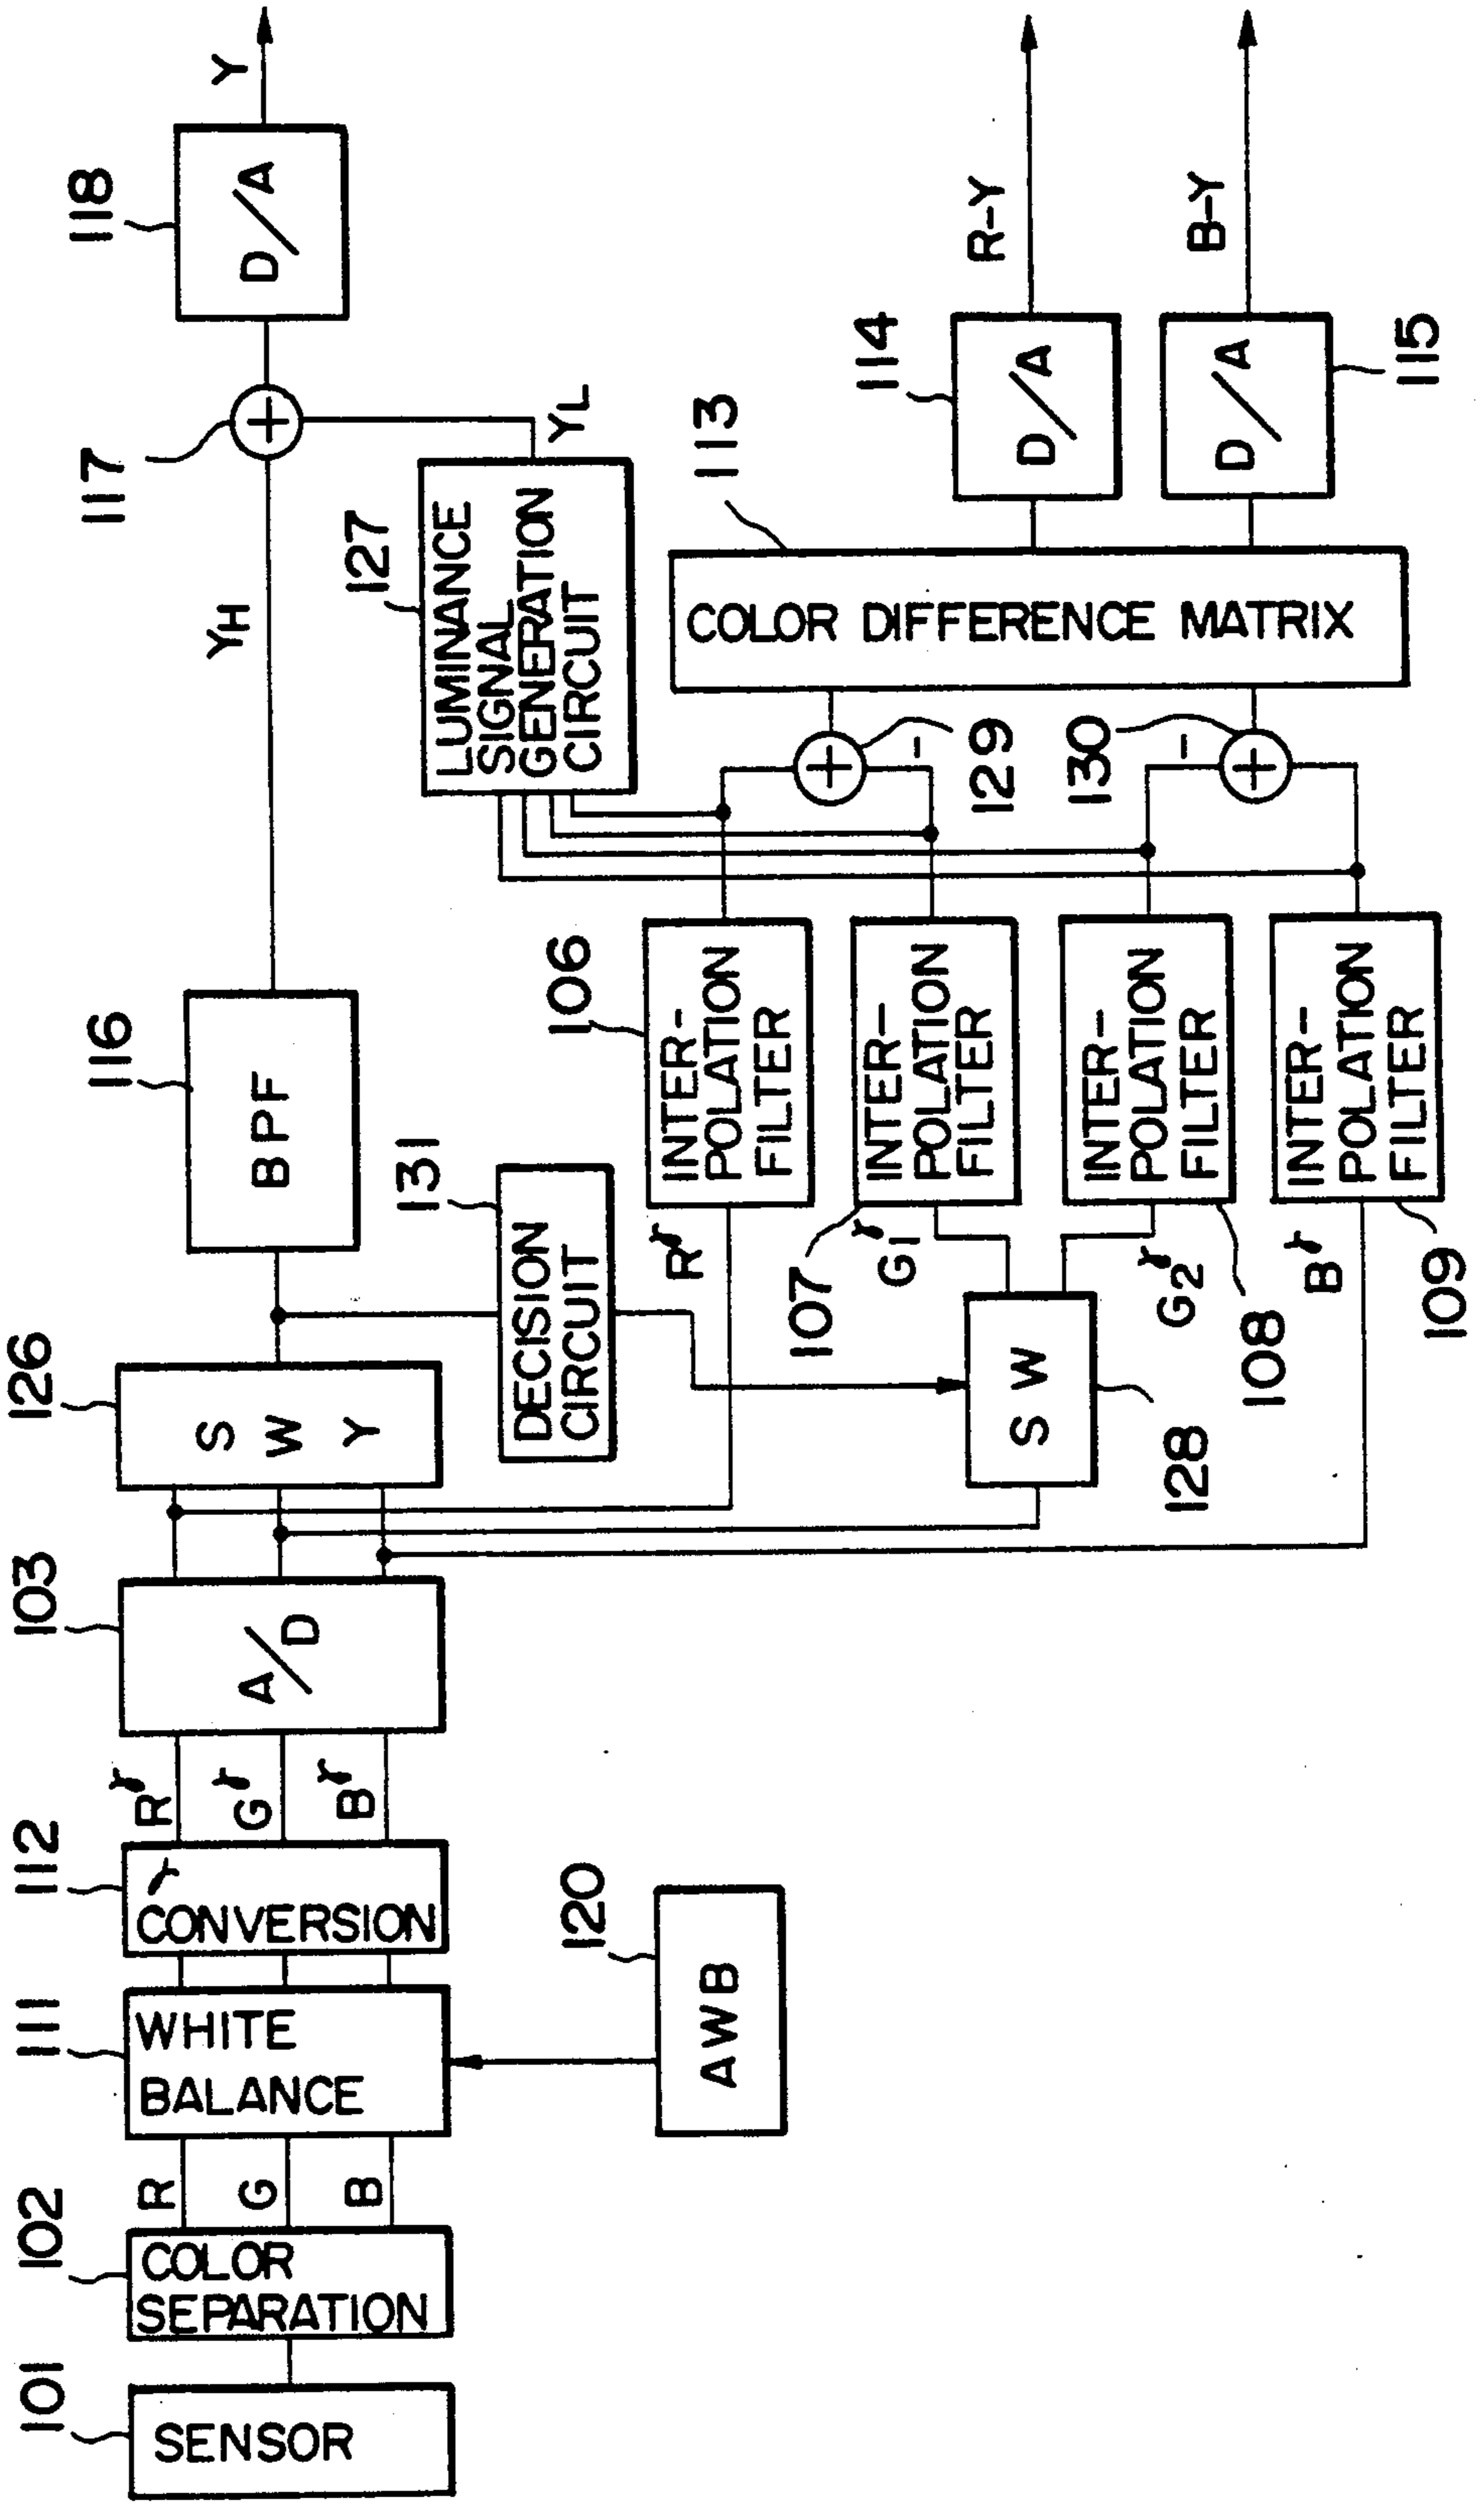 101
SENSOR
102
COLOR
SEPARATION
R
G
B
111
WHITE
BALANCE
120
AWB
112
γ
CONVERSION
Rγ
Gγ
Bγ
103
A/D
126
SWY
131
DECISION
CIRCUIT
128
SW
116
BPF
Rγ
G1γ
G2γ
Bγ
106
INTER-
POLATION
FILTER
107
INTER-
POLATION
FILTER
108
INTER-
POLATION
FILTER
109
INTER-
POLATION
FILTER
YH
127
LUMINANCE
SIGNAL
GENERATION
CIRCUIT
YL
129
-
130
-
113
COLOR DIFFERENCE MATRIX
117
+
+
+
118
D/A
Y
114
D/A
R-Y
115
D/A
B-Y